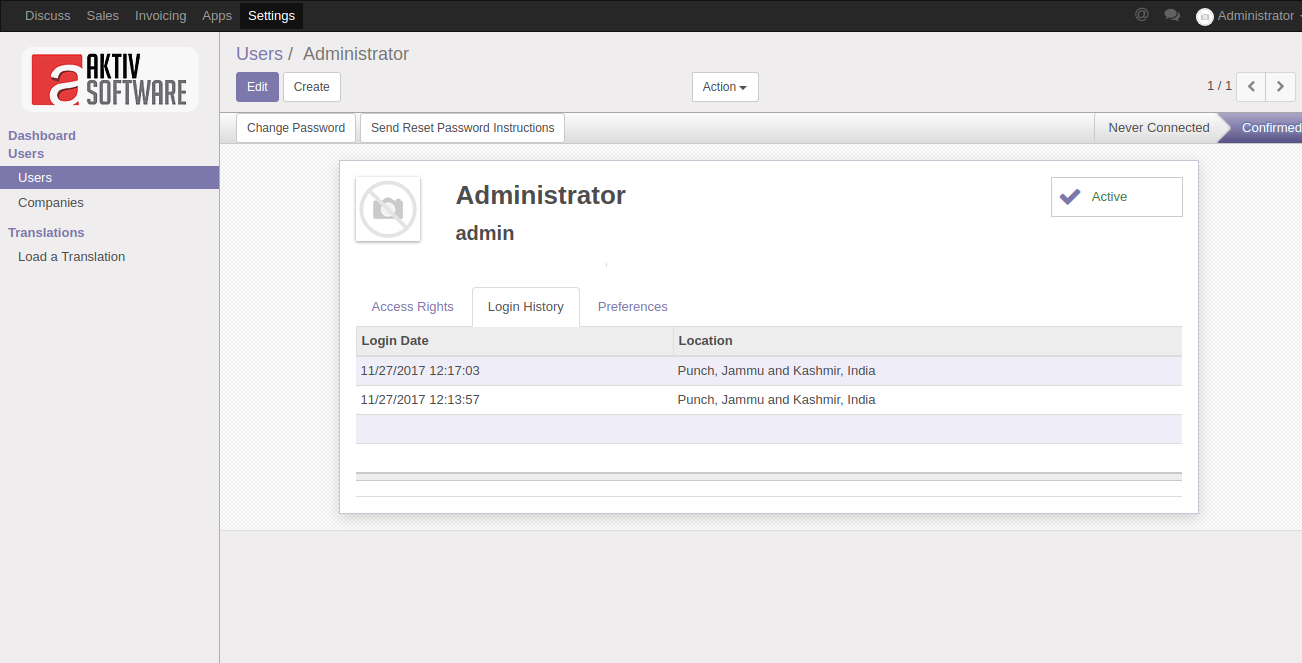 Discuss Sales Invoicing Apps Settings @ Administrator
AKTIV
SOFTWARE
Users / Administrator
Edit Create Action 1 / 1
Change Password Send Reset Password Instructions Never Connected Confirmed
Dashboard
Users
Users
Companies
Translations
Load a Translation
Administrator
admin
Active
Access Rights Login History Preferences
Login Date Location
11/27/2017 12:17:03 Punch, Jammu and Kashmir, India
11/27/2017 12:13:57 Punch, Jammu and Kashmir, India